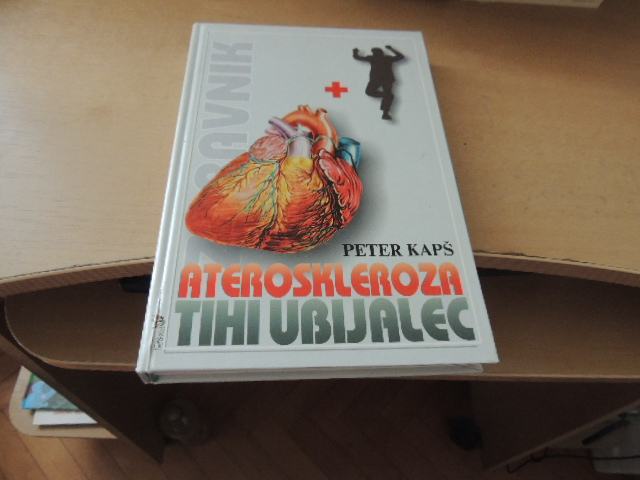 PETER KAPŠ
ATEROSKLEROZA
TIHI UBIJALEC